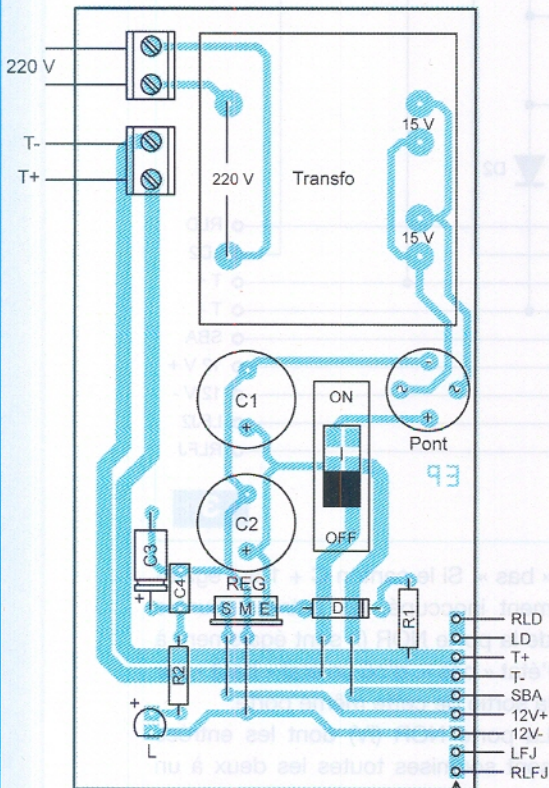 220 V
T-
T+
220 V
Transfo
15 V
15 V
C1
+
ON
-
~
~
+
Pont
EP
C2
+
OFF
C3
+
C4
REG
S M E
D
R1
R2
+
L
RLD
LD
T+
T-
SBA
12V+
12V-
LFJ
RLFJ